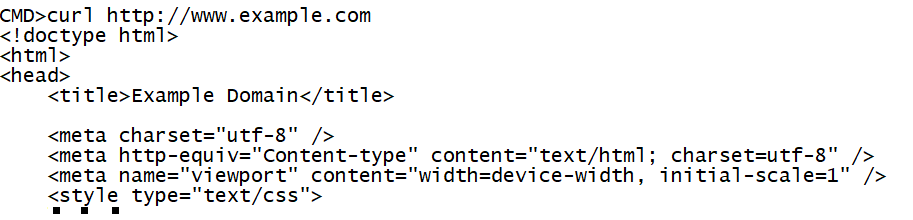 CMD>curl http://www.example.com
<!doctype html>
<html>
<head>
    <title>Example Domain</title>

    <meta charset="utf-8" />
    <meta http-equiv="Content-type" content="text/html; charset=utf-8" />
    <meta name="viewport" content="width=device-width, initial-scale=1" />
    <style type="text/css">
    . . .